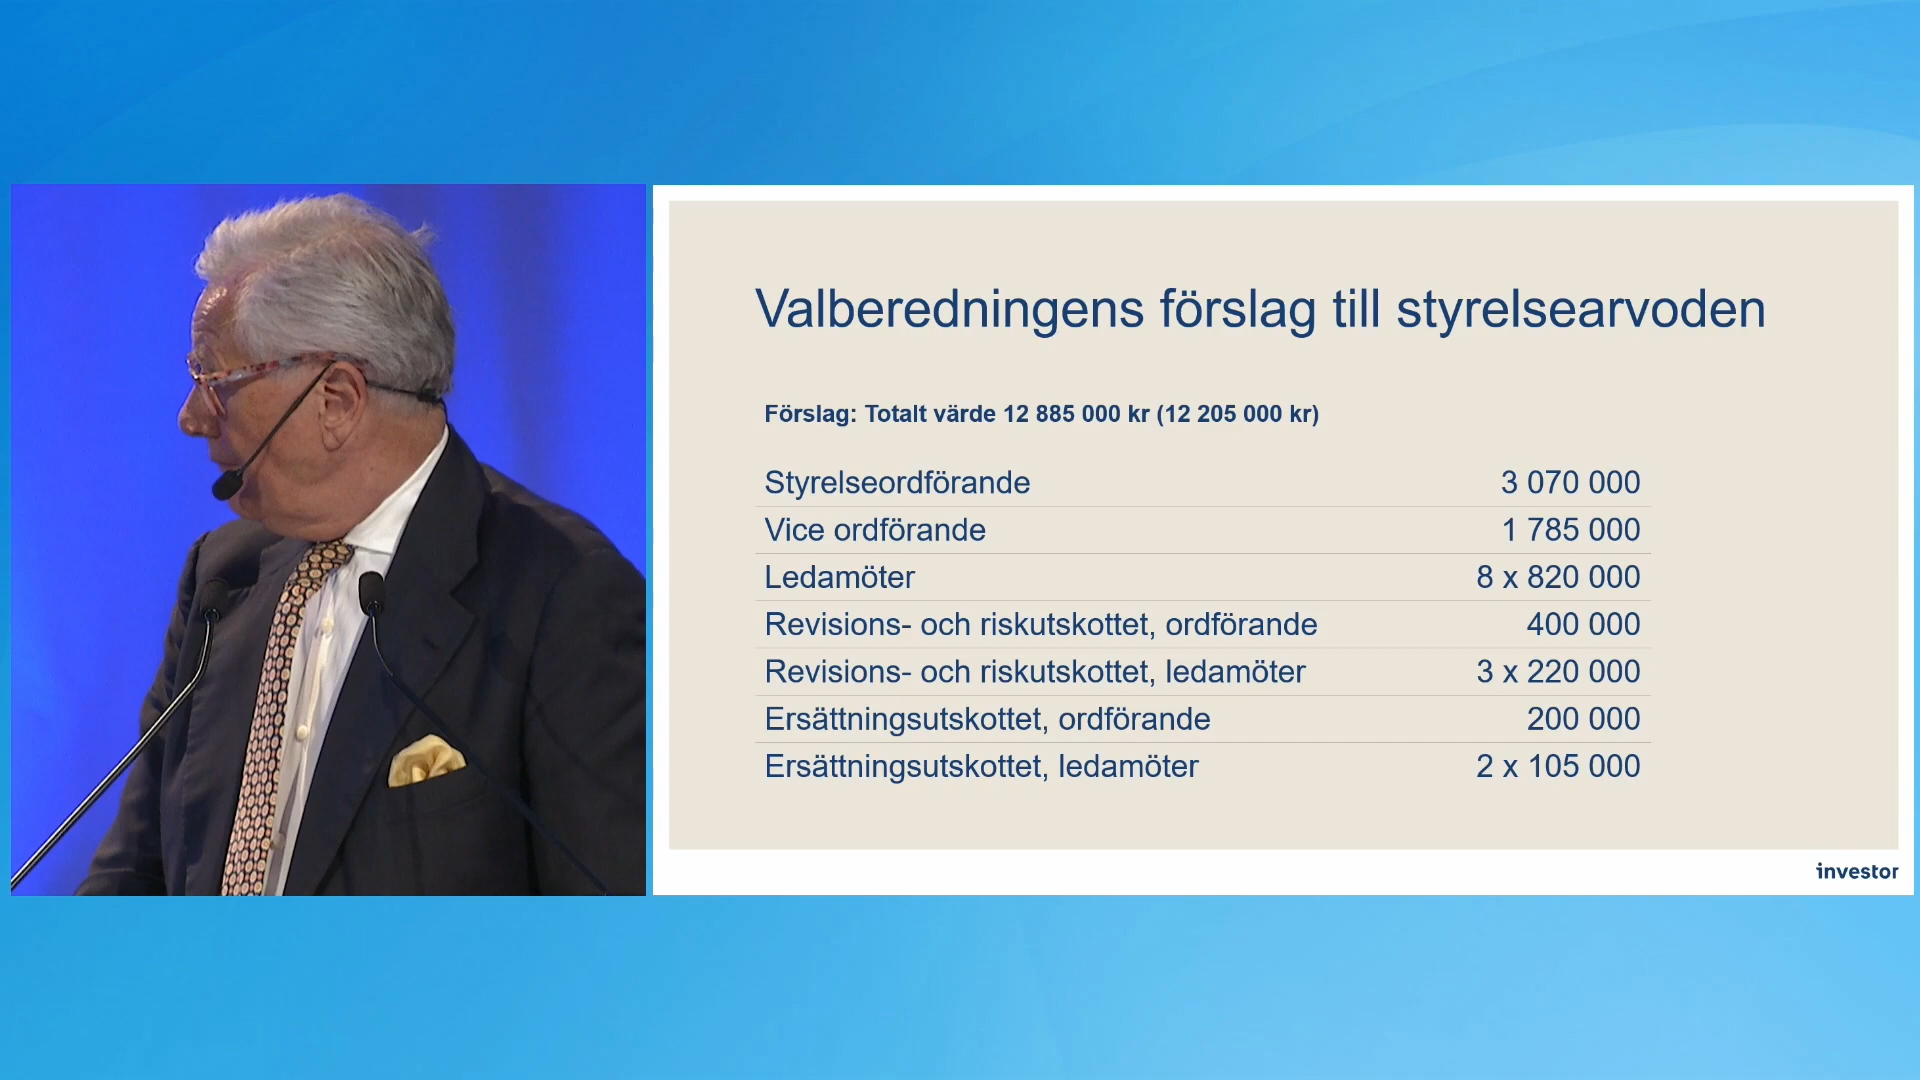 Valberedningens förslag till styrelsearvoden
Förslag: Totalt värde 12 885 000 kr (12 205 000 kr)
Styrelseordförande 3 070 000
Vice ordförande 1 785 000
Ledamöter 8 x 820 000
Revisions- och riskutskottet, ordförande 400 000
Revisions- och riskutskottet, ledamöter 3 x 220 000
Ersättningsutskottet, ordförande 200 000
Ersättningsutskottet, ledamöter 2 x 105 000
investor